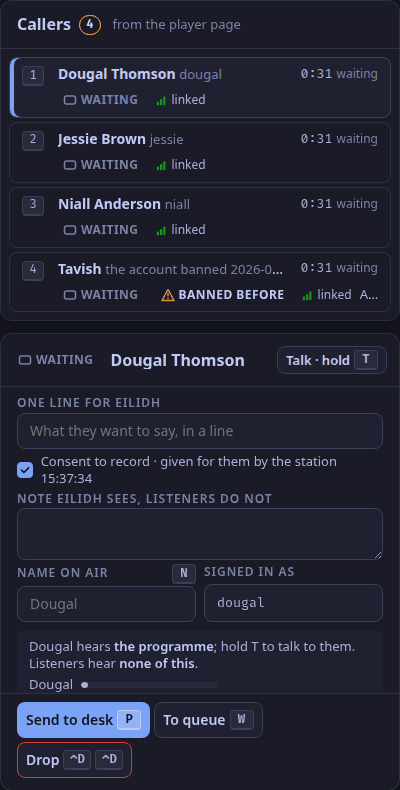 Callers 4 from the player page
1 Dougal Thomson dougal 0:31 waiting
WAITING linked
2 Jessie Brown jessie 0:31 waiting
WAITING linked
3 Niall Anderson niall 0:31 waiting
WAITING linked
4 Tavish the account banned 2026-0... 0:31 waiting
WAITING BANNED BEFORE linked A...
WAITING Dougal Thomson Talk · hold T
ONE LINE FOR EILIDH
What they want to say, in a line
Consent to record · given for them by the station
15:37:34
NOTE EILIDH SEES, LISTENERS DO NOT
NAME ON AIR N SIGNED IN AS
Dougal dougal
Dougal hears the programme; hold T to talk to them.
Listeners hear none of this.
Dougal
Send to desk P To queue W
Drop ^D ^D